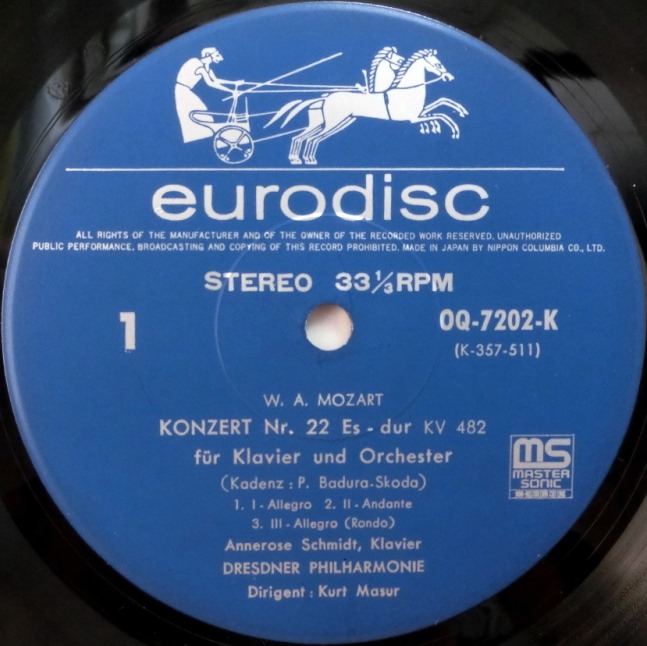 eurodisc
ALL RIGHTS OF THE MANUFACTURER AND OF THE OWNER OF THE RECORDED WORK RESERVED. UNAUTHORIZED
PUBLIC PERFORMANCE, BROADCASTING AND COPYING OF THIS RECORD PROHIBITED. MADE IN JAPAN BY NIPPON COLUMBIA CO., LTD.
STEREO 33⅓RPM
1
OQ-7202-K
(K-357-511)
W. A. MOZART
KONZERT Nr. 22 Es-dur KV 482
für Klavier und Orchester
(Kadenz: P. Badura-Skoda)
1. I-Allegro 2. II-Andante
3. III-Allegro (Rondo)
MS
MASTER
SONIC
Annerose Schmidt, Klavier
DRESDNER PHILHARMONIE
Dirigent: Kurt Masur